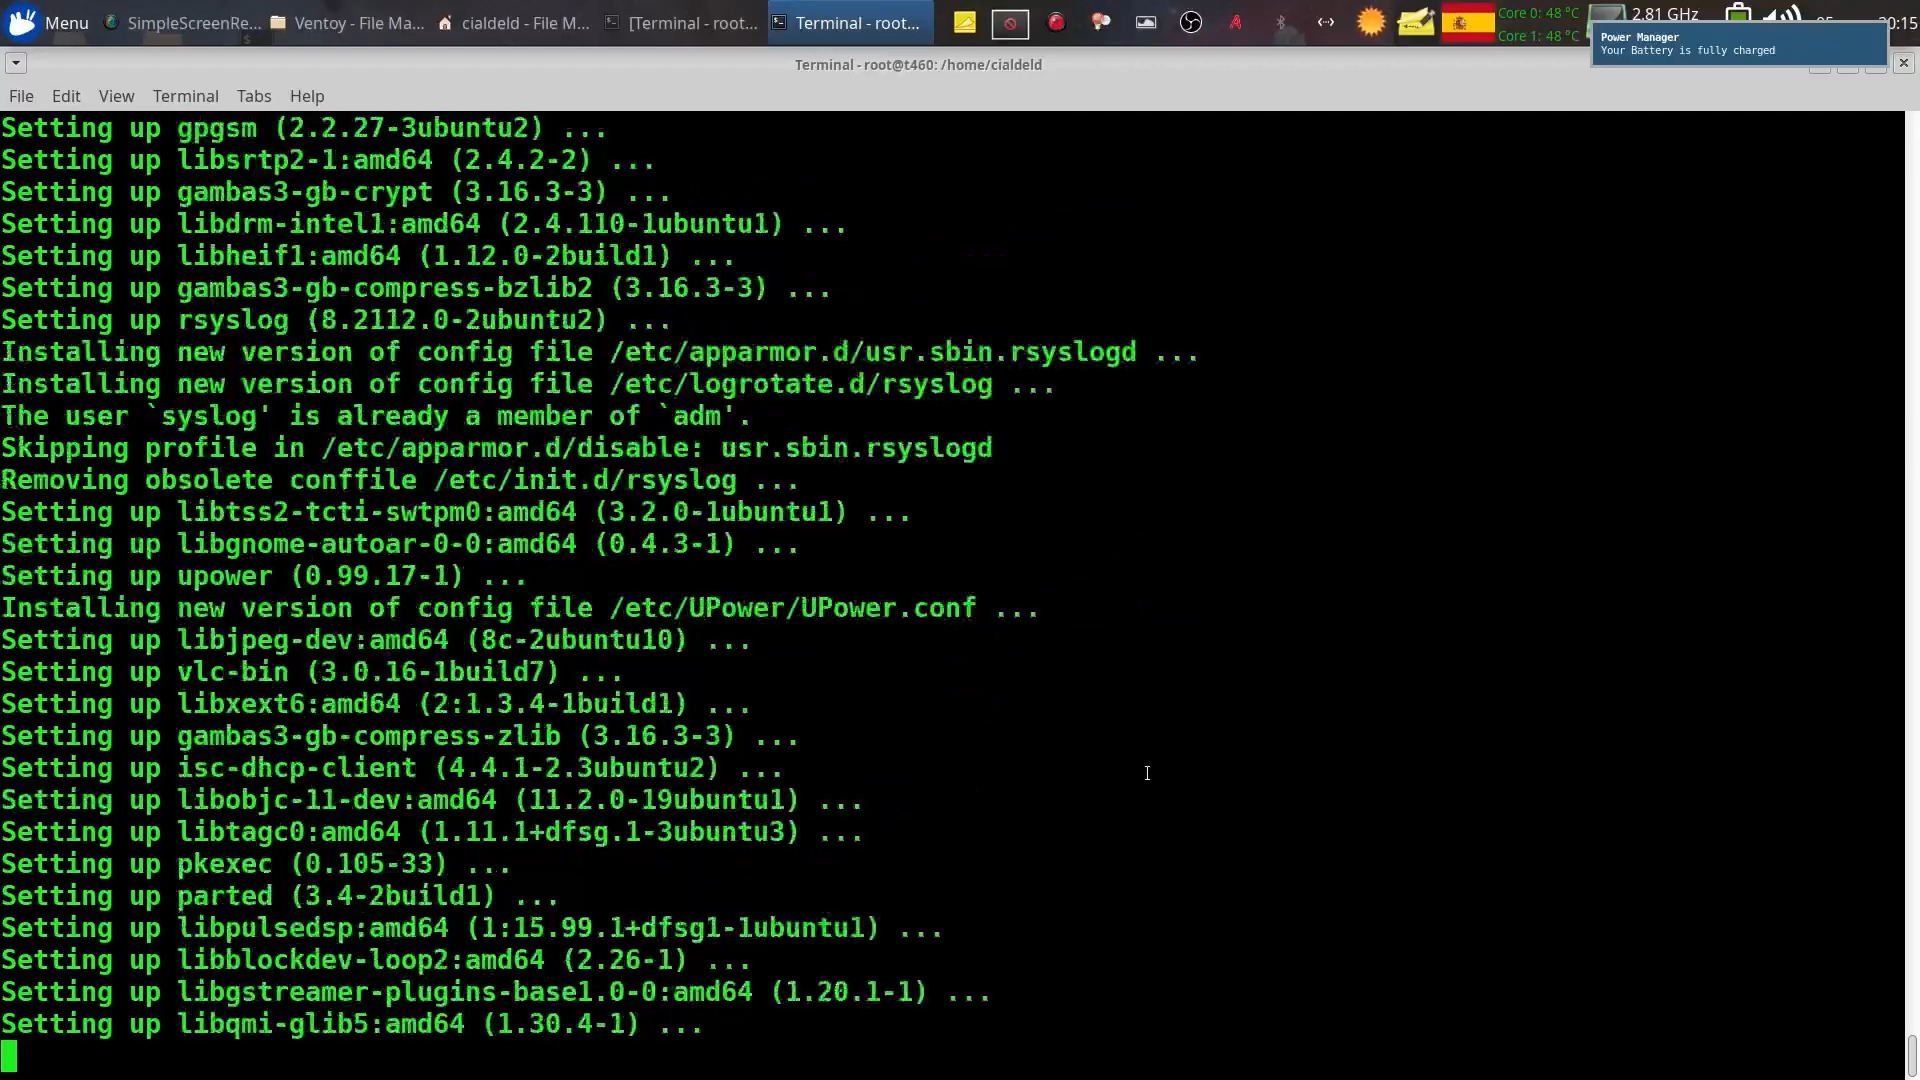 Menu
SimpleScreenRe...
Ventoy - File Ma...
cialdeld - File M...
[Terminal - root...
Terminal - root...
Core 0: 48 °C
Core 1: 48 °C
2.81 GHz
20:15
Power Manager
Your Battery is fully charged
Terminal - root@t460: /home/cialdeld
File Edit View Terminal Tabs Help
Setting up gpgsm (2.2.27-3ubuntu2) ...
Setting up libsrtp2-1:amd64 (2.4.2-2) ...
Setting up gambas3-gb-crypt (3.16.3-3) ...
Setting up libdrm-intel1:amd64 (2.4.110-1ubuntu1) ...
Setting up libheif1:amd64 (1.12.0-2build1) ...
Setting up gambas3-gb-compress-bzlib2 (3.16.3-3) ...
Setting up rsyslog (8.2112.0-2ubuntu2) ...
Installing new version of config file /etc/apparmor.d/usr.sbin.rsyslogd ...
Installing new version of config file /etc/logrotate.d/rsyslog ...
The user `syslog' is already a member of `adm'.
Skipping profile in /etc/apparmor.d/disable: usr.sbin.rsyslogd
Removing obsolete conffile /etc/init.d/rsyslog ...
Setting up libtss2-tcti-swtpm0:amd64 (3.2.0-1ubuntu1) ...
Setting up libgnome-autoar-0-0:amd64 (0.4.3-1) ...
Setting up upower (0.99.17-1) ...
Installing new version of config file /etc/UPower/UPower.conf ...
Setting up libjpeg-dev:amd64 (8c-2ubuntu10) ...
Setting up vlc-bin (3.0.16-1build7) ...
Setting up libxext6:amd64 (2:1.3.4-1build1) ...
Setting up gambas3-gb-compress-zlib (3.16.3-3) ...
Setting up isc-dhcp-client (4.4.1-2.3ubuntu2) ...
Setting up libobjc-11-dev:amd64 (11.2.0-19ubuntu1) ...
Setting up libtagc0:amd64 (1.11.1+dfsg.1-3ubuntu3) ...
Setting up pkexec (0.105-33) ...
Setting up parted (3.4-2build1) ...
Setting up libpulsedsp:amd64 (1:15.99.1+dfsg1-1ubuntu1) ...
Setting up libblockdev-loop2:amd64 (2.26-1) ...
Setting up libgstreamer-plugins-base1.0-0:amd64 (1.20.1-1) ...
Setting up libqmi-glib5:amd64 (1.30.4-1) ...